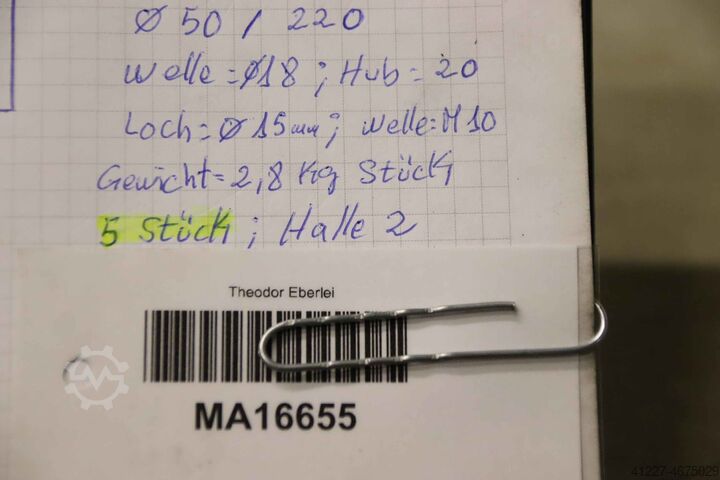 Ø 50 / 220
Welle = Ø18 ; Hub = 20
Loch = Ø 15mm ; Welle = M10
Gewicht = 2,8 Kg Stück
5 Stück ; Halle 2
Theodor Eberlei
MA16655
41227-4675029